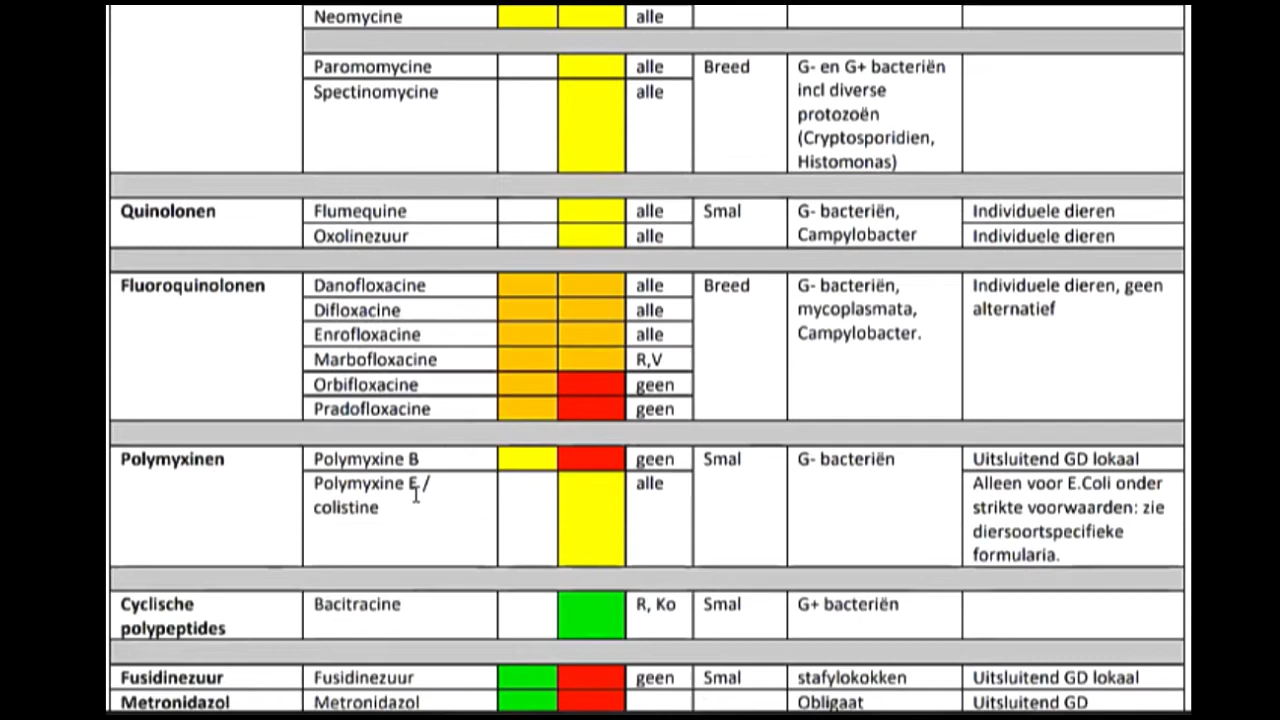 Neomycine alle
Paromomycine alle Breed G- en G+ bacteriën
Spectinomycine alle incl diverse
protozoën
(Cryptosporidien,
Histomonas)
Quinolonen Flumequine alle Smal G- bacteriën, Individuele dieren
Oxolinezuur alle Campylobacter Individuele dieren
Fluoroquinolonen Danofloxacine alle Breed G- bacteriën, Individuele dieren, geen
Difloxacine alle mycoplasmata, alternatief
Enrofloxacine alle Campylobacter.
Marbofloxacine R,V
Orbifloxacine geen
Pradofloxacine geen
Polymyxinen Polymyxine B geen Smal G- bacteriën Uitsluitend GD lokaal
Polymyxine E / alle Alleen voor E.Coli onder
colistine strikte voorwaarden: zie
diersoortspecifieke
formularia.
Cyclische Bacitracine R, Ko Smal G+ bacteriën
polypeptides
Fusidinezuur Fusidinezuur geen Smal stafylokokken Uitsluitend GD lokaal
Metronidazol Metronidazol Obligaat Uitsluitend GD